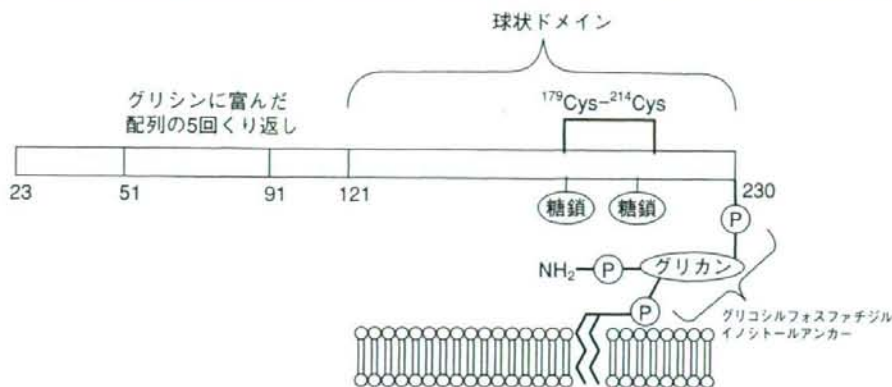 球状ドメイン
グリシンに富んだ
配列の5回くり返し
¹⁷⁹Cys–²¹⁴Cys
23
51
91
121
230
糖鎖
糖鎖
P
NH₂
P
グリカン
P
グリコシルフォスファチジル
イノシトールアンカー